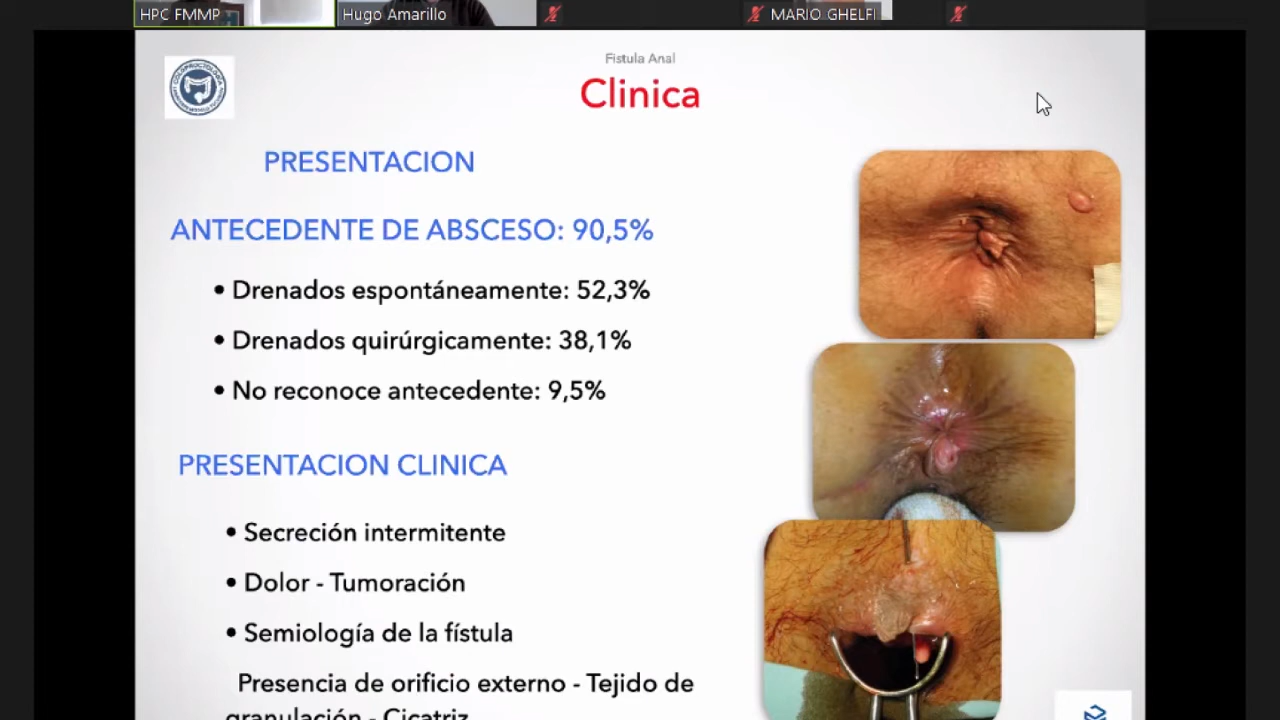 HPC FMMP
Hugo Amarillo
MARIO GHELFI
Fistula Anal
Clinica
PRESENTACION
ANTECEDENTE DE ABSCESO: 90,5%
• Drenados espontáneamente: 52,3%
• Drenados quirúrgicamente: 38,1%
• No reconoce antecedente: 9,5%
PRESENTACION CLINICA
• Secreción intermitente
• Dolor - Tumoración
• Semiología de la fístula
Presencia de orificio externo - Tejido de
granulación - Cicatriz